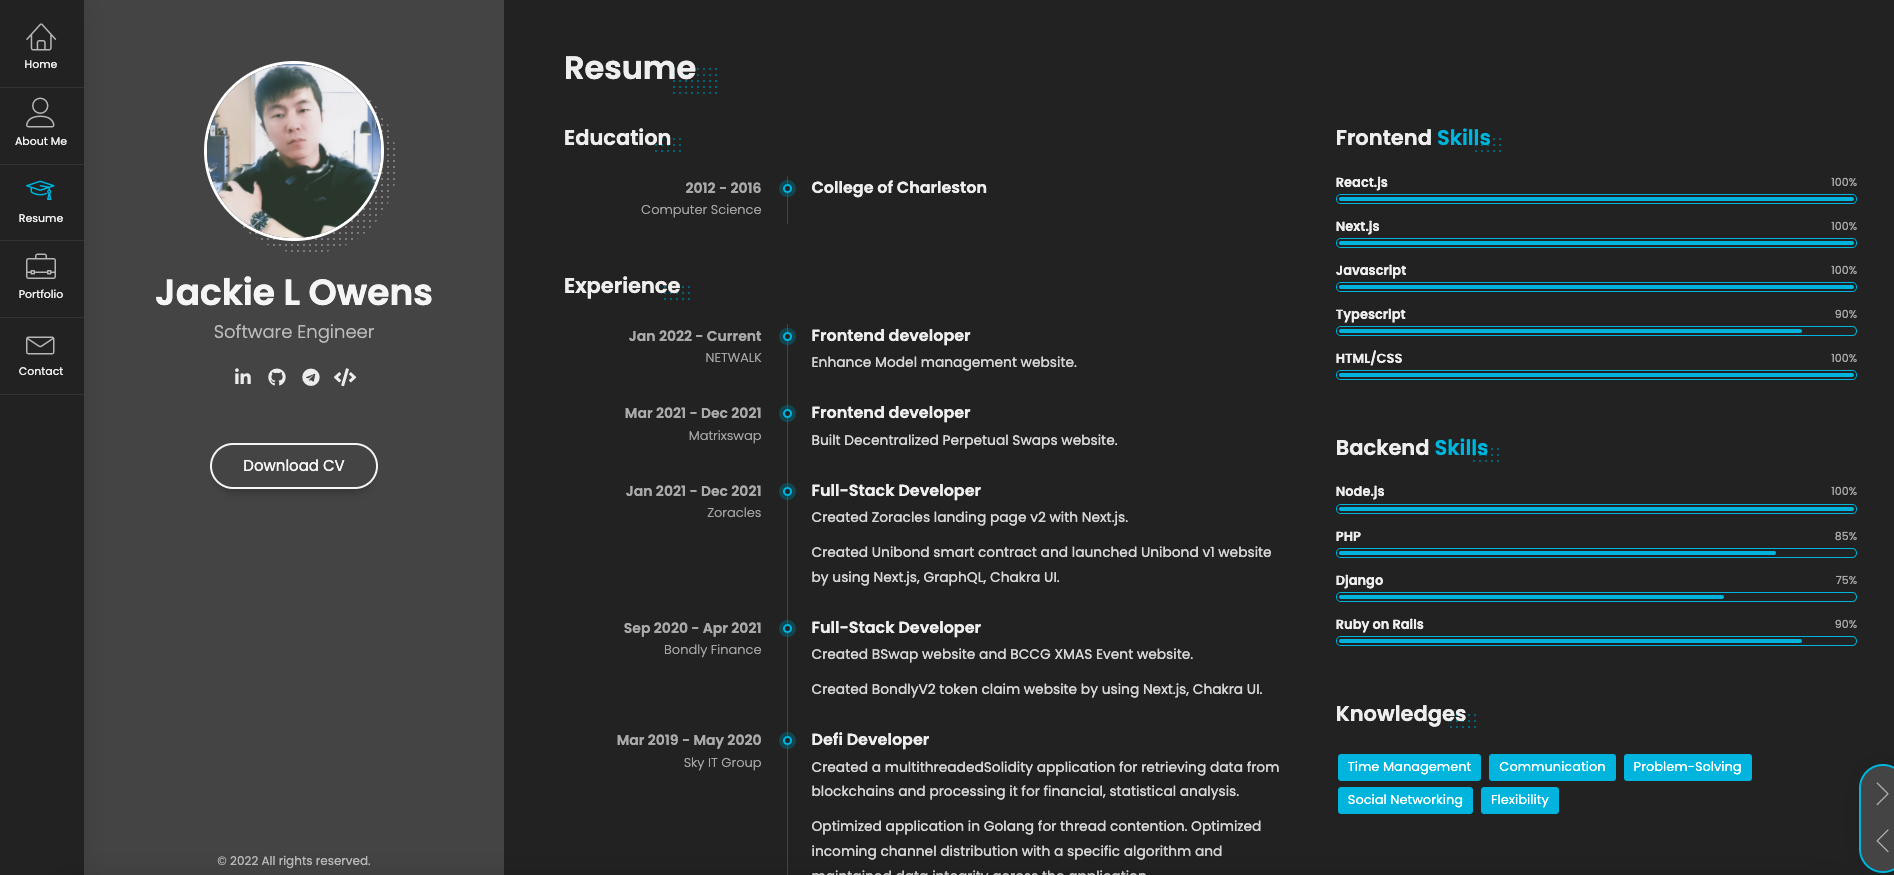 Home
About Me
Resume
Portfolio
Contact
Jackie L Owens
Software Engineer
in
Download CV
© 2022 All rights reserved.
Resume
Education
2012 - 2016
Computer Science
College of Charleston
Experience
Jan 2022 - Current
NETWALK
Frontend developer
Enhance Model management website.
Mar 2021 - Dec 2021
Matrixswap
Frontend developer
Built Decentralized Perpetual Swaps website.
Jan 2021 - Dec 2021
Zoracles
Full-Stack Developer
Created Zoracles landing page v2 with Next.js.
Created Unibond smart contract and launched Unibond v1 website
by using Next.js, GraphQL, Chakra UI.
Sep 2020 - Apr 2021
Bondly Finance
Full-Stack Developer
Created BSwap website and BCCG XMAS Event website.
Created BondlyV2 token claim website by using Next.js, Chakra UI.
Mar 2019 - May 2020
Sky IT Group
Defi Developer
Created a multithreadedSolidity application for retrieving data from
blockchains and processing it for financial, statistical analysis.
Optimized application in Golang for thread contention. Optimized
incoming channel distribution with a specific algorithm and
maintained data integrity across the application.
Frontend Skills
React.js 100%
Next.js 100%
Javascript 100%
Typescript 90%
HTML/CSS 100%
Backend Skills
Node.js 100%
PHP 85%
Django 75%
Ruby on Rails 90%
Knowledges
Time Management Communication Problem-Solving
Social Networking Flexibility